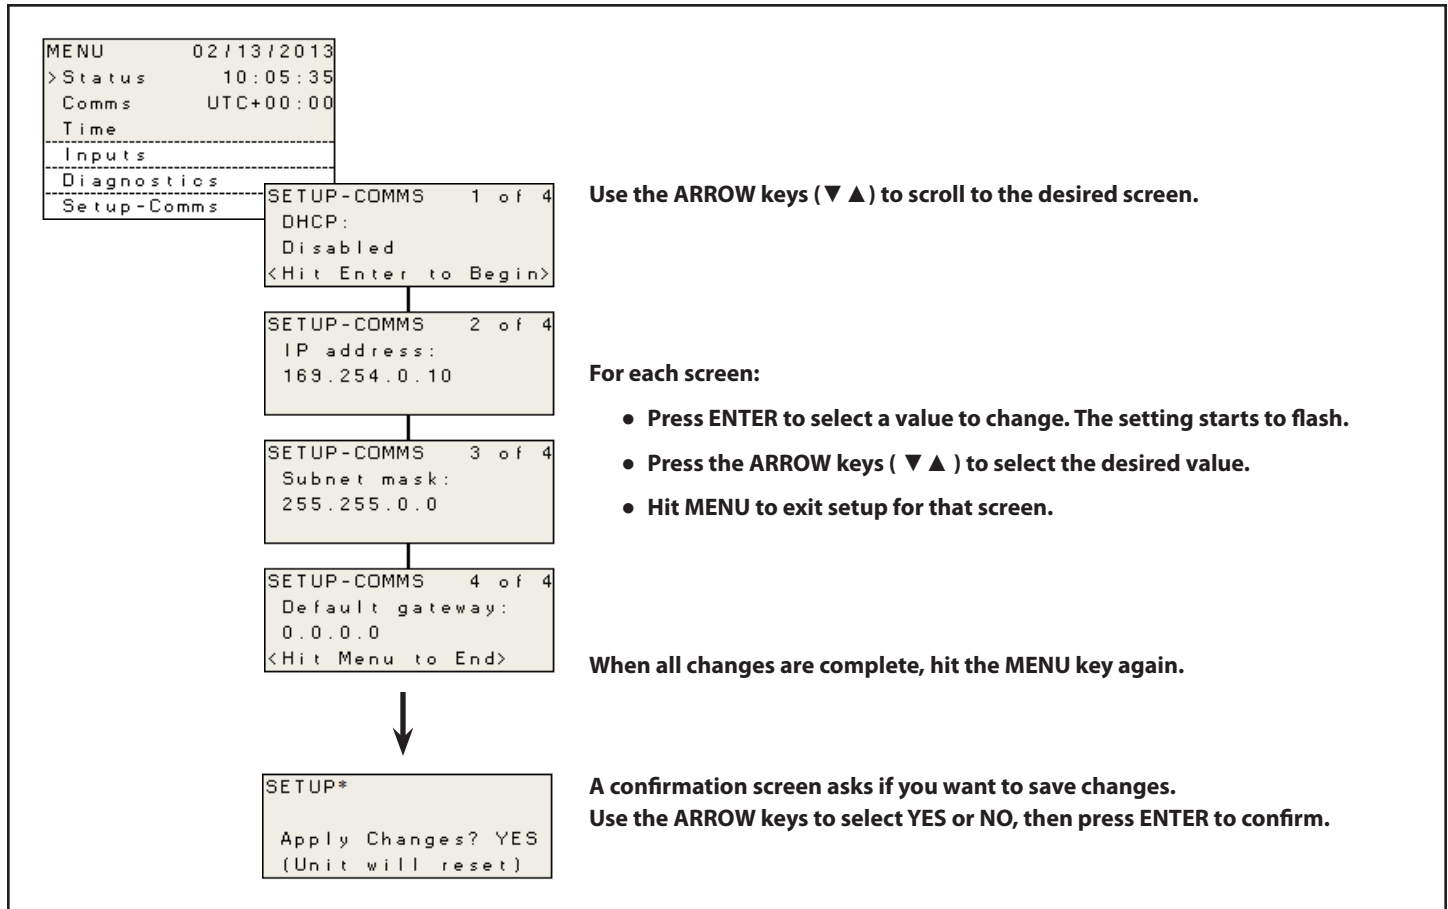 MENU 02/13/2013
>Status 10:05:35
Comms UTC+00:00
Time
Inputs
Diagnostics
Setup-Comms
SETUP-COMMS 1 of 4
DHCP:
Disabled
<Hit Enter to Begin>
Use the ARROW keys (▼▲) to scroll to the desired screen.
SETUP-COMMS 2 of 4
IP address:
169.254.0.10
For each screen:
● Press ENTER to select a value to change. The setting starts to flash.
● Press the ARROW keys ( ▼▲ ) to select the desired value.
● Hit MENU to exit setup for that screen.
SETUP-COMMS 3 of 4
Subnet mask:
255.255.0.0
SETUP-COMMS 4 of 4
Default gateway:
0.0.0.0
<Hit Menu to End>
When all changes are complete, hit the MENU key again.
SETUP*
Apply Changes? YES
(Unit will reset)
A confirmation screen asks if you want to save changes.
Use the ARROW keys to select YES or NO, then press ENTER to confirm.